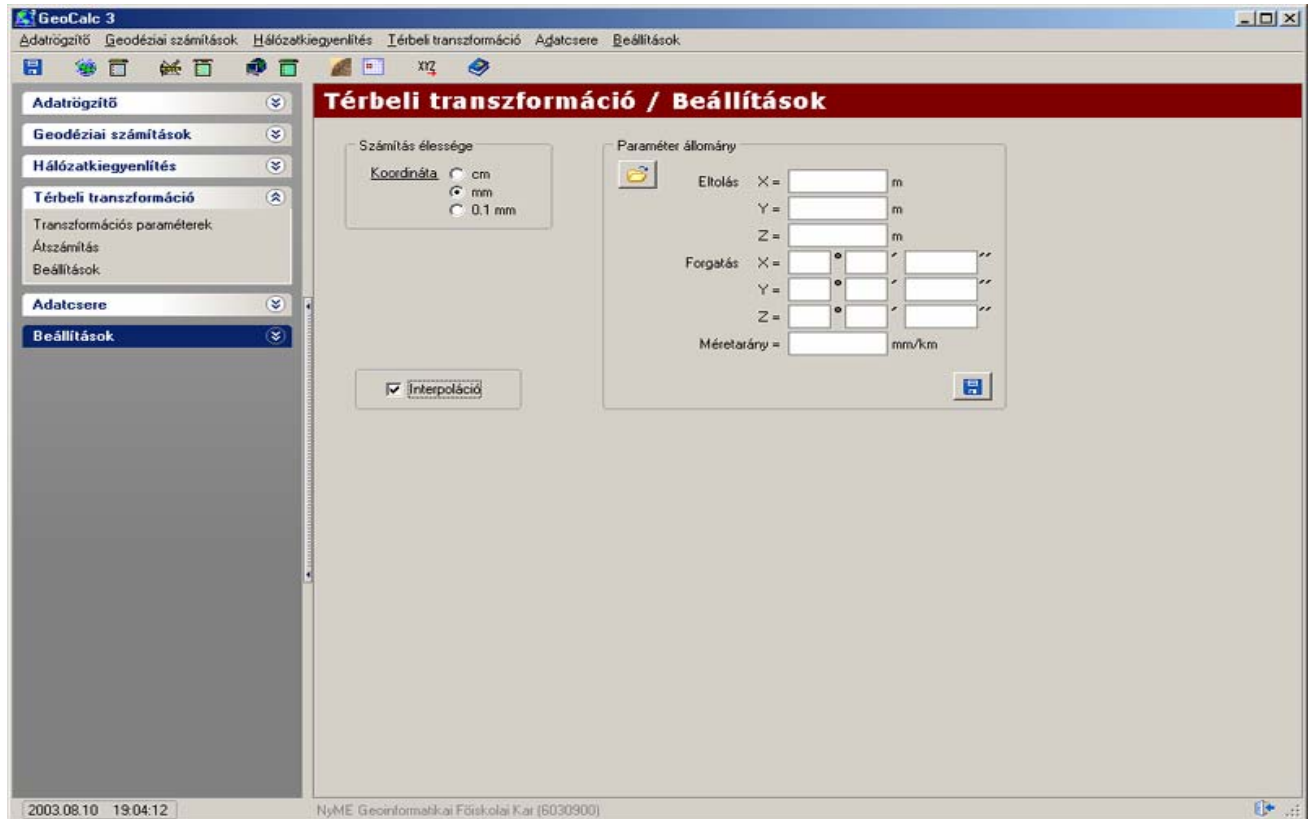 GeoCalc 3
Adatrögzítő Geodéziai számítások Hálózatkiegyenlítés Térbeli transzformáció Adatcsere Beállítások
XYZ
Adatrögzítő
Geodéziai számítások
Hálózatkiegyenlítés
Térbeli transzformáció
Transzformációs paraméterek
Átszámítás
Beállítások
Adatcsere
Beállítások
Térbeli transzformáció / Beállítások
Számítás élessége
Koordináta cm
mm
0.1 mm
Interpoláció
Paraméter állomány
Eltolás X = m
Y = m
Z = m
Forgatás X = ° ′ ′′
Y = ° ′ ′′
Z = ° ′ ′′
Méretarány = mm/km
2003.08.10 19:04:12
NyME Geoinformatikai Főiskolai Kar (6030900)